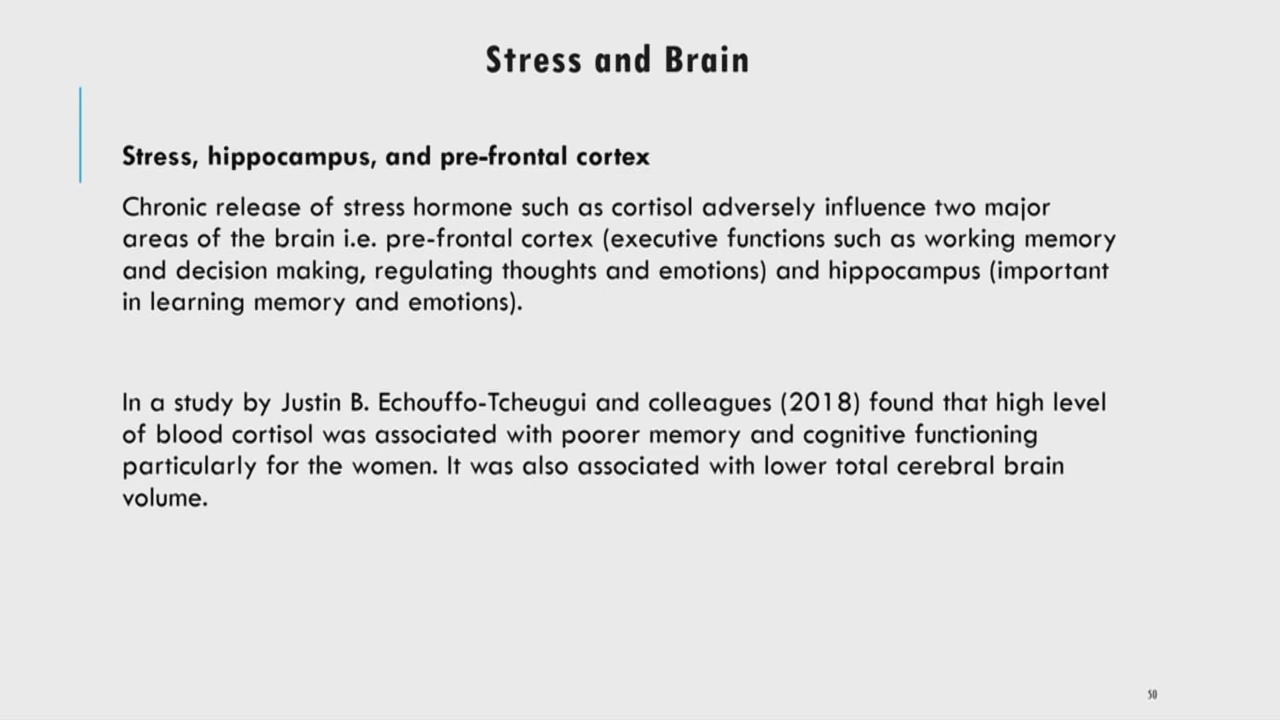 Stress and Brain
Stress, hippocampus, and pre-frontal cortex
Chronic release of stress hormone such as cortisol adversely influence two major
areas of the brain i.e. pre-frontal cortex (executive functions such as working memory
and decision making, regulating thoughts and emotions) and hippocampus (important
in learning memory and emotions).
In a study by Justin B. Echouffo-Tcheugui and colleagues (2018) found that high level
of blood cortisol was associated with poorer memory and cognitive functioning
particularly for the women. It was also associated with lower total cerebral brain
volume.
50